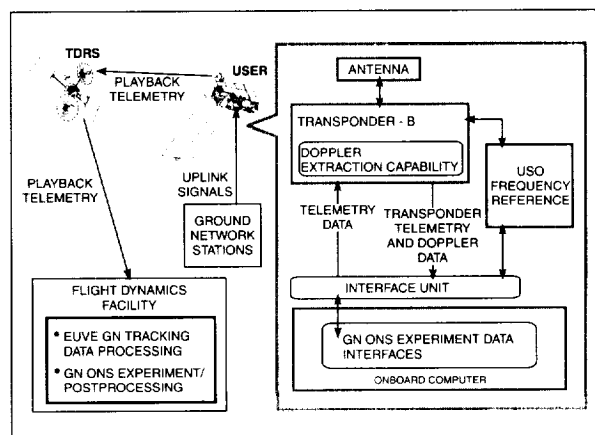 TDRS
PLAYBACK
TELEMETRY
USER
PLAYBACK
TELEMETRY
UPLINK
SIGNALS
GROUND
NETWORK
STATIONS
FLIGHT DYNAMICS
FACILITY
• EUVE GN TRACKING
DATA PROCESSING
• GN ONS EXPERIMENT/
POSTPROCESSING
ANTENNA
TRANSPONDER - B
DOPPLER
EXTRACTION CAPABILITY
USO
FREQUENCY
REFERENCE
TELEMETRY
DATA
TRANSPONDER
TELEMETRY
AND DOPPLER
DATA
INTERFACE UNIT
GN ONS EXPERIMENT DATA
INTERFACES
ONBOARD COMPUTER